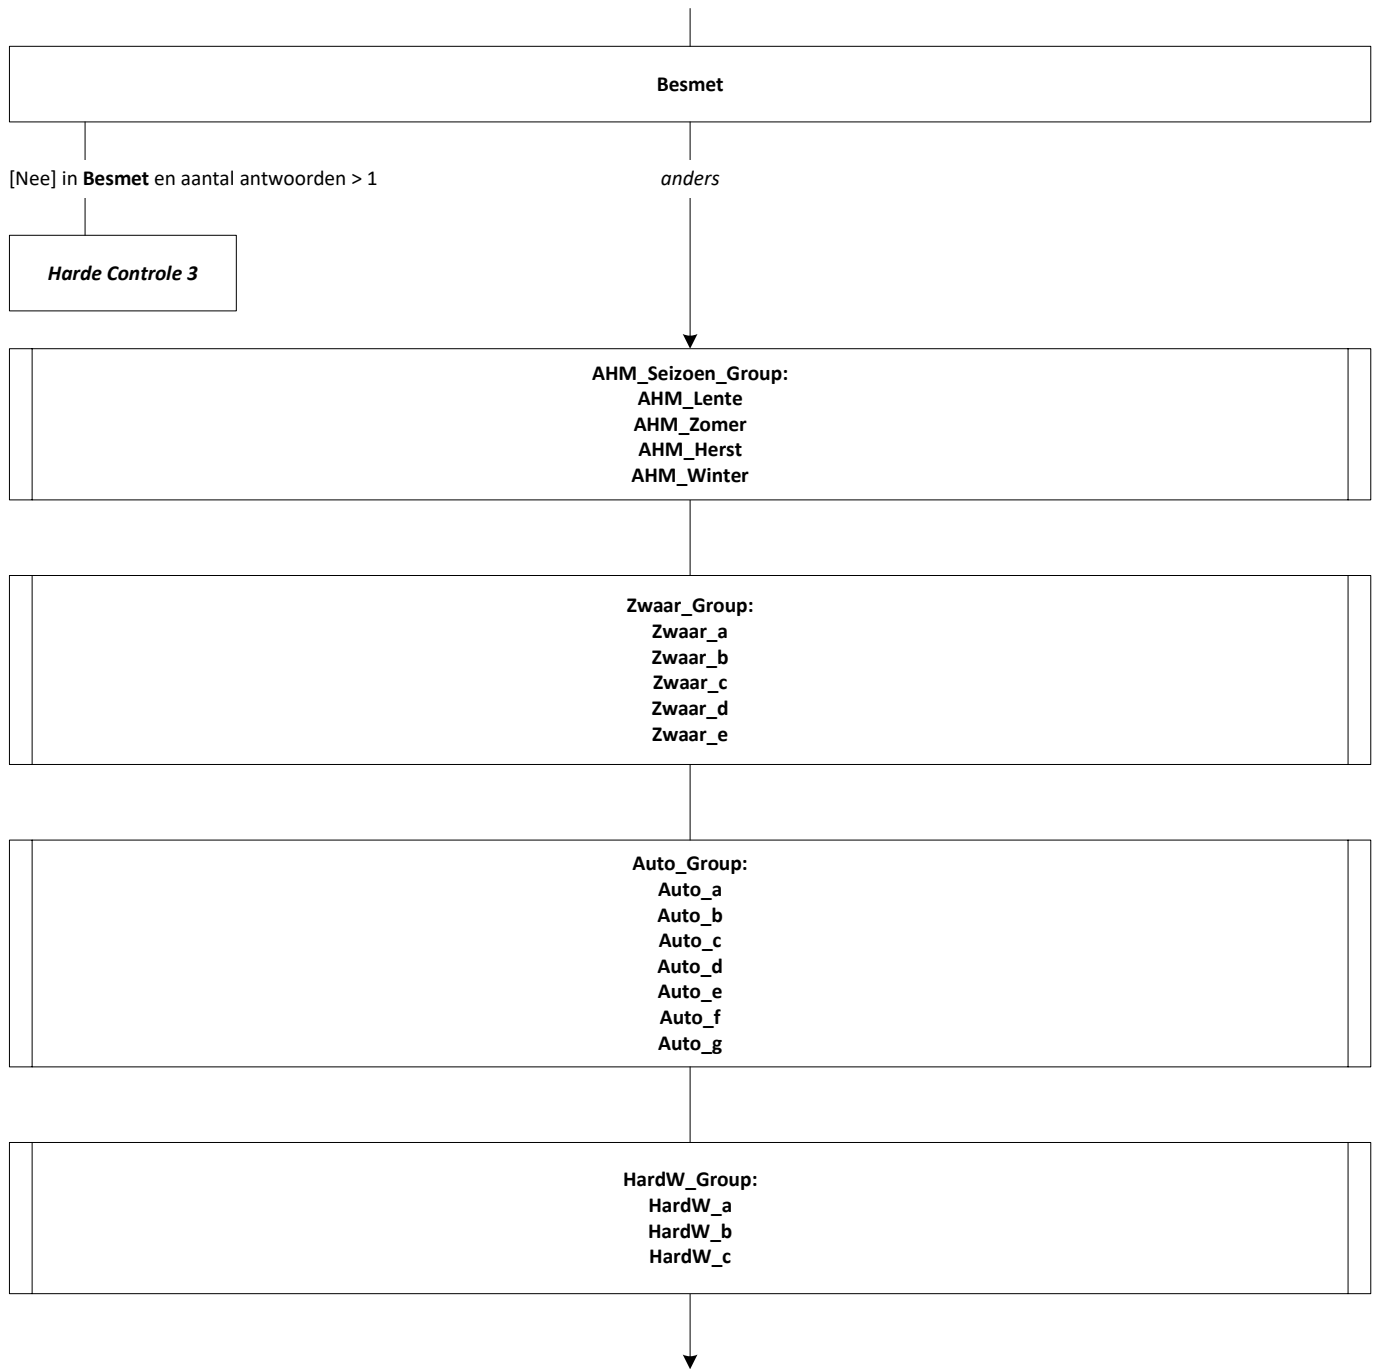 Besmet
[Nee] in Besmet en aantal antwoorden > 1
anders
Harde Controle 3
AHM_Seizoen_Group:
AHM_Lente
AHM_Zomer
AHM_Herst
AHM_Winter
Zwaar_Group:
Zwaar_a
Zwaar_b
Zwaar_c
Zwaar_d
Zwaar_e
Auto_Group:
Auto_a
Auto_b
Auto_c
Auto_d
Auto_e
Auto_f
Auto_g
HardW_Group:
HardW_a
HardW_b
HardW_c